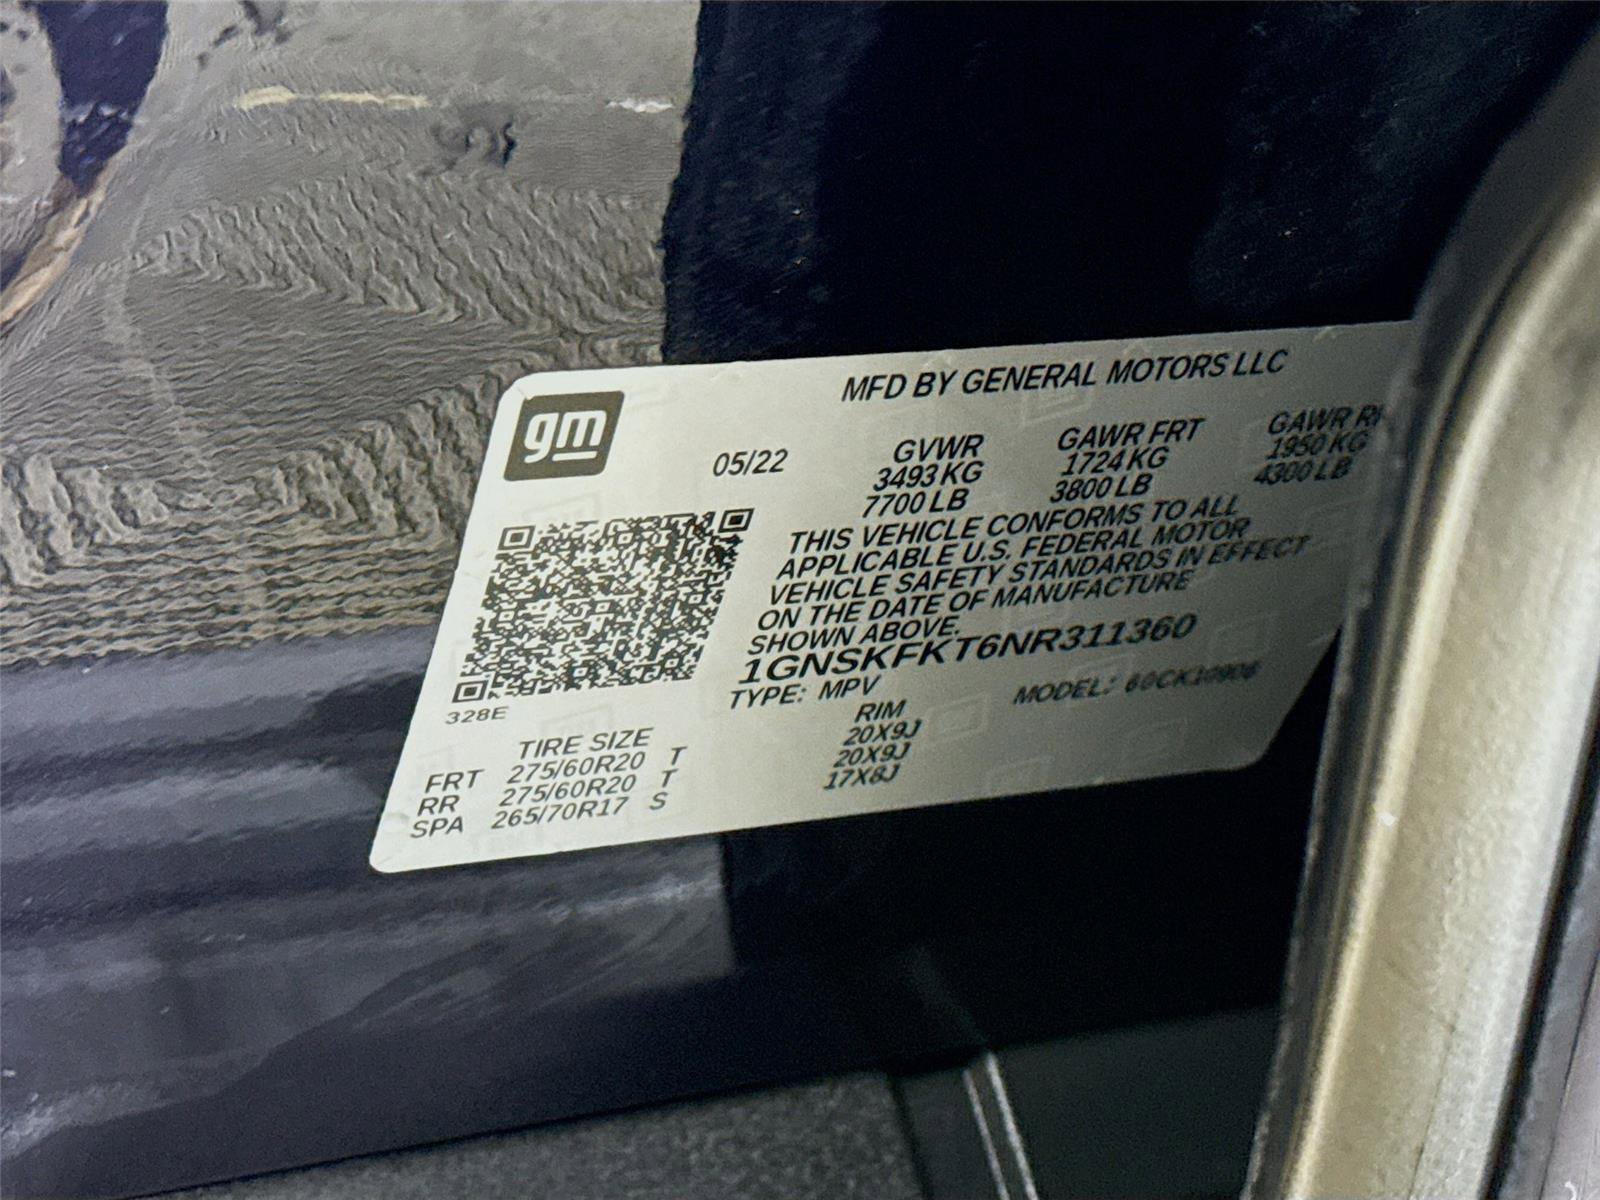 MFD BY GENERAL MOTORS LLC
gm
05/22 GVWR GAWR FRT GAWR
3493 KG 1724 KG 1950 KG
7700 LB 3800 LB 4300 LB
THIS VEHICLE CONFORMS TO ALL
APPLICABLE U.S. FEDERAL MOTOR
VEHICLE SAFETY STANDARDS IN EFFECT
ON THE DATE OF MANUFACTURE
SHOWN ABOVE.
1GNSKFKT6NR311360
TYPE: MPV MODEL:
328E
TIRE SIZE RIM
FRT 275/60R20 T 20X9J
RR 275/60R20 T 20X9J
SPA 265/70R17 S 17X8J